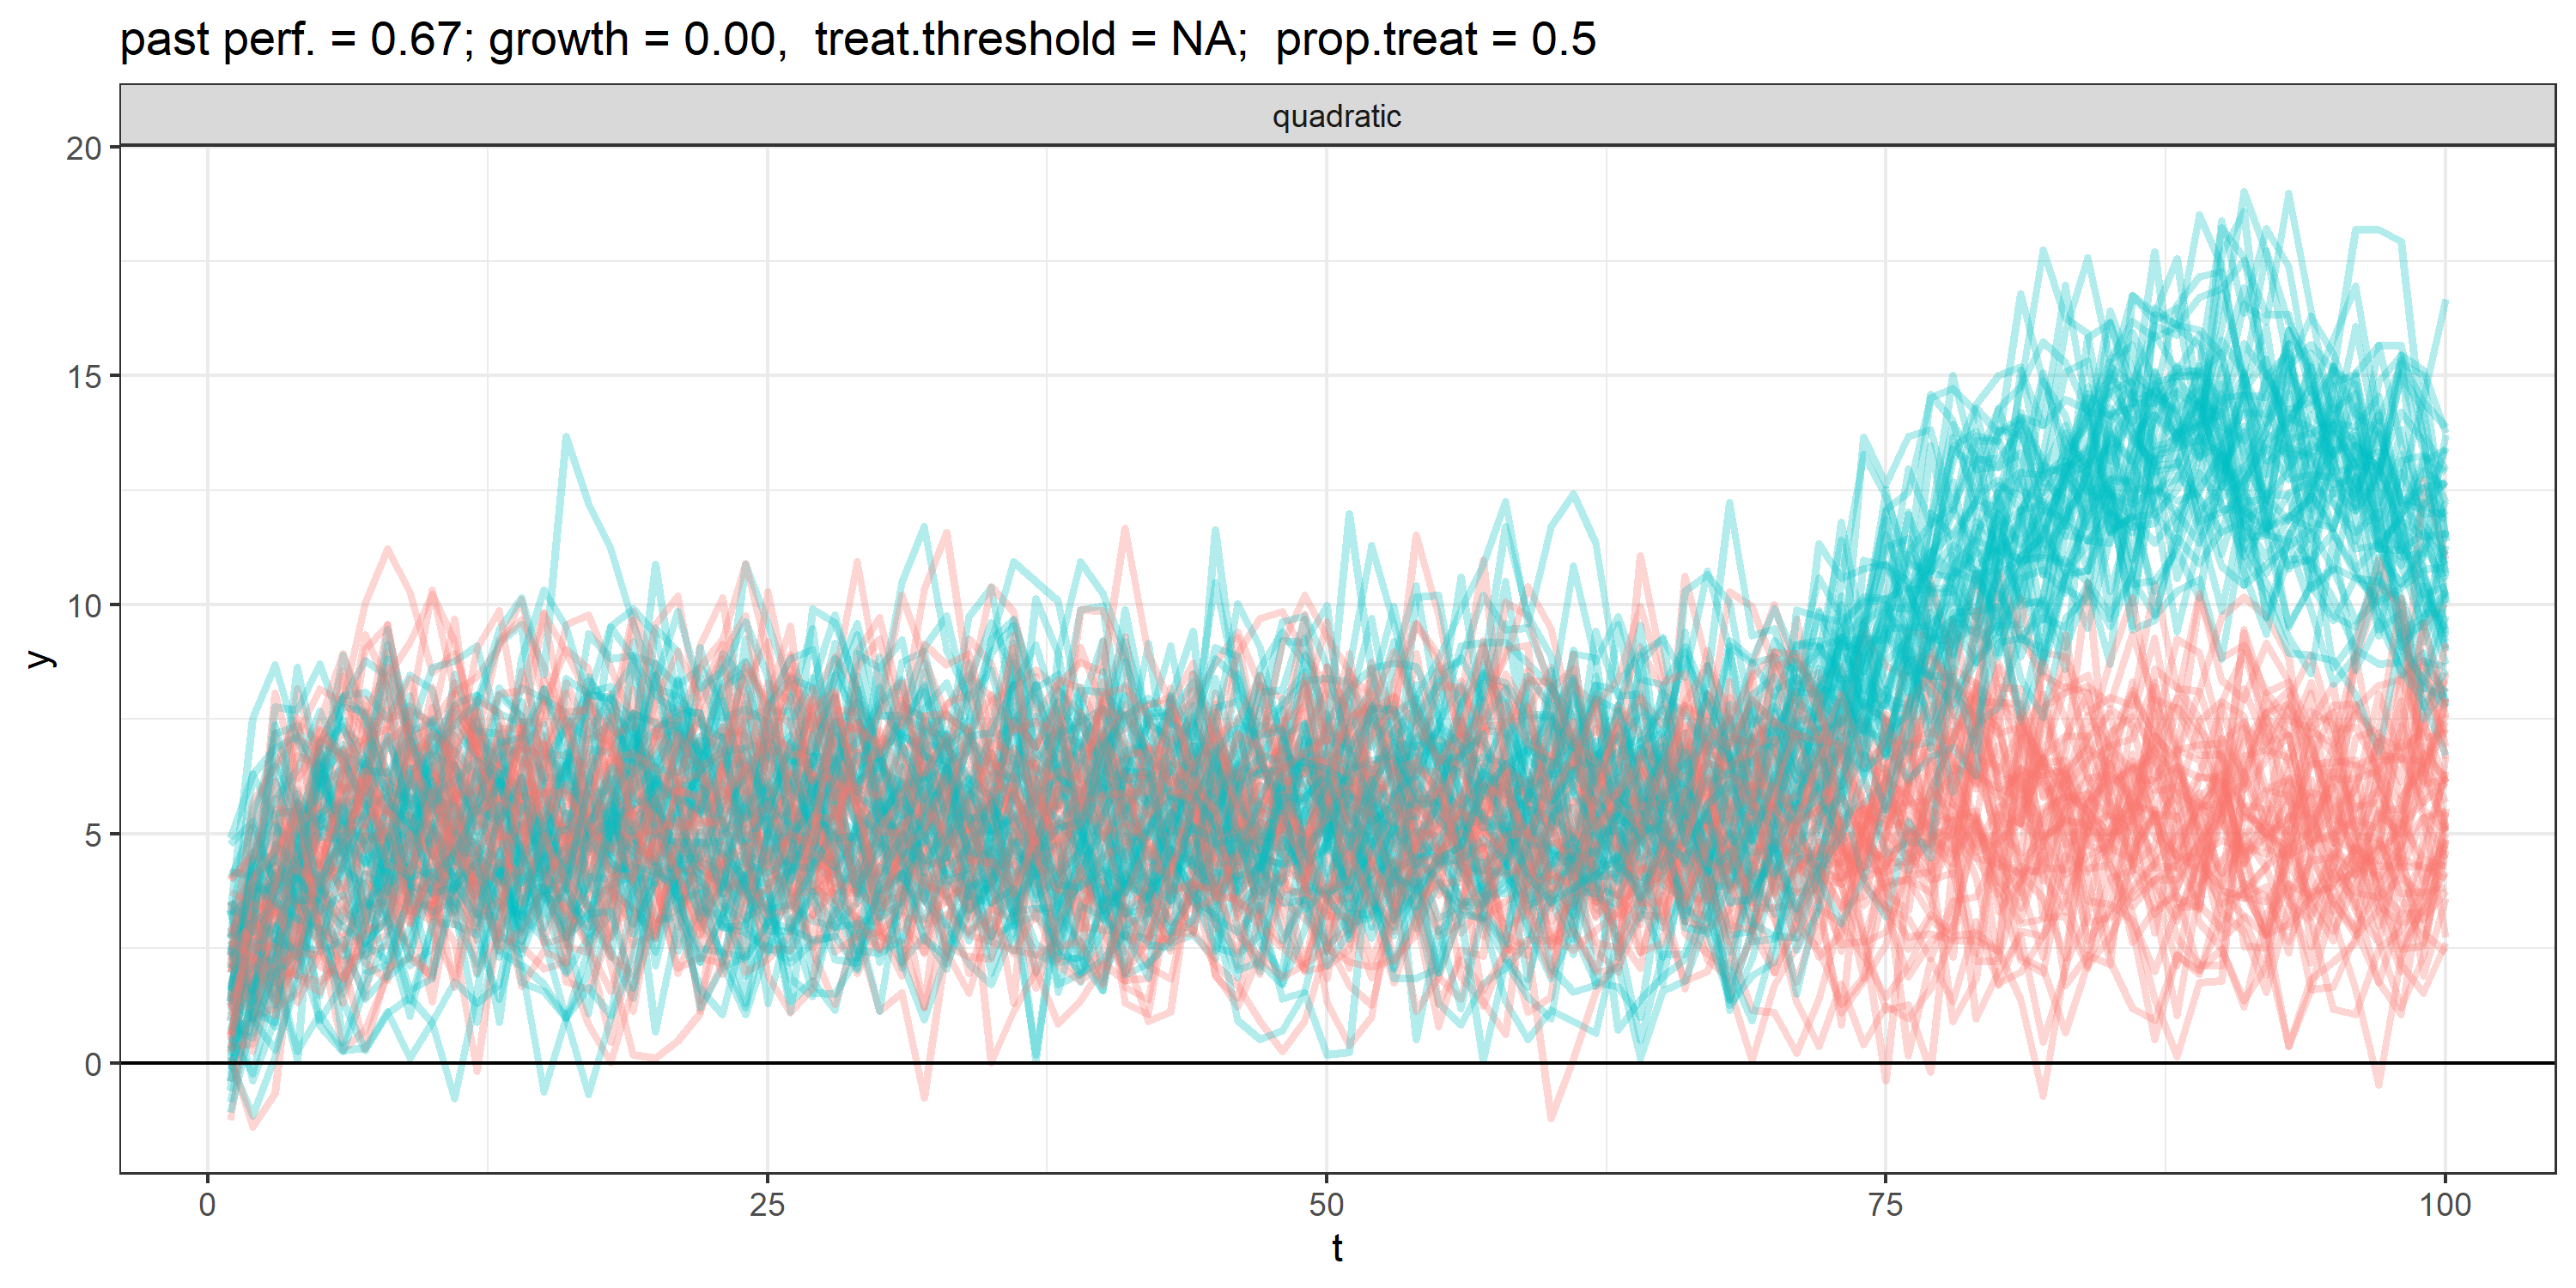 past perf. = 0.67; growth = 0.00,  treat.threshold = NA;  prop.treat = 0.5
quadratic
20
15
10
5
0
y
0 25 50 75 100
t